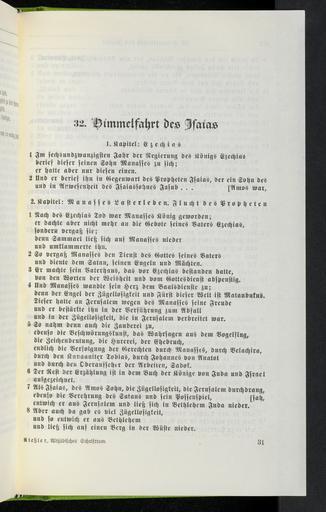 32. Himmelfahrt des Isaias
1. Kapitel: Ezechias
1 Im sechsundzwanzigsten Jahr der Regierung des Königs Ezechias
berief dieser seinen Sohn Manasses zu sich;
er hatte aber nur diesen einen.
2 Und er berief ihn in Gegenwart des Propheten Isaias, der ein Sohn des
und in Anwesenheit des Isaiassohnes Jasub . . . [Amos war,
2. Kapitel: Manasses Lasterleben. Flucht des Propheten
1 Nach des Ezechias Tod war Manasses König geworden;
er dachte aber nicht mehr an die Gebote seines Vaters Ezechias,
sondern vergaß sie;
denn Sammael ließ sich auf Manasses nieder
und umklammerte ihn.
2 So vergaß Manasses den Dienst des Gottes seines Vaters
und diente dem Satan, seinen Engeln und Mächten.
3 Er machte sein Vaterhaus, das vor Ezechias bestanden hatte,
von den Worten der Weisheit und vom Gottesdienst abspenstig.
4 Und Manasses wandte sein Herz dem Baalsdienste zu;
denn der Engel der Zügellosigkeit und Fürst dieser Welt ist Matanbukus.
Dieser hatte an Jerusalem wegen des Manasses seine Freude
und er bestärkte ihn in der Verführung zum Abfall
und in der Zügellosigkeit, die in Jerusalem verbreitet war.
5 So nahm denn auch die Zauberei zu,
ebenso die Beschwörungskunst, das Wahrsagen aus dem Vogelflug,
die Zeichendeutung, die Hurerei, der Ehebruch,
endlich die Verfolgung der Gerechten durch Manasses, durch Belachira,
durch den Kanaaniter Tobias, durch Johannes von Anatot
und durch den Oberaufseher der Arbeiten, Sadok.
6 Der Rest der Erzählung ist in dem Buch der Könige von Juda und Israel
aufgezeichnet.
7 Als Isaias, des Amos Sohn, die Zügellosigkeit, die Jerusalem durchdrang,
ebenso die Verehrung des Satans und sein Possenspiel, [sah,
entwich er aus Jerusalem und ließ sich in Bethlehem Juda nieder.
8 Aber auch da gab es viel Zügellosigkeit,
und so entwich er aus Bethlehem
und ließ sich auf einen Berg in der Wüste nieder.
Rießler, Altjüdisches Schrifttum 31